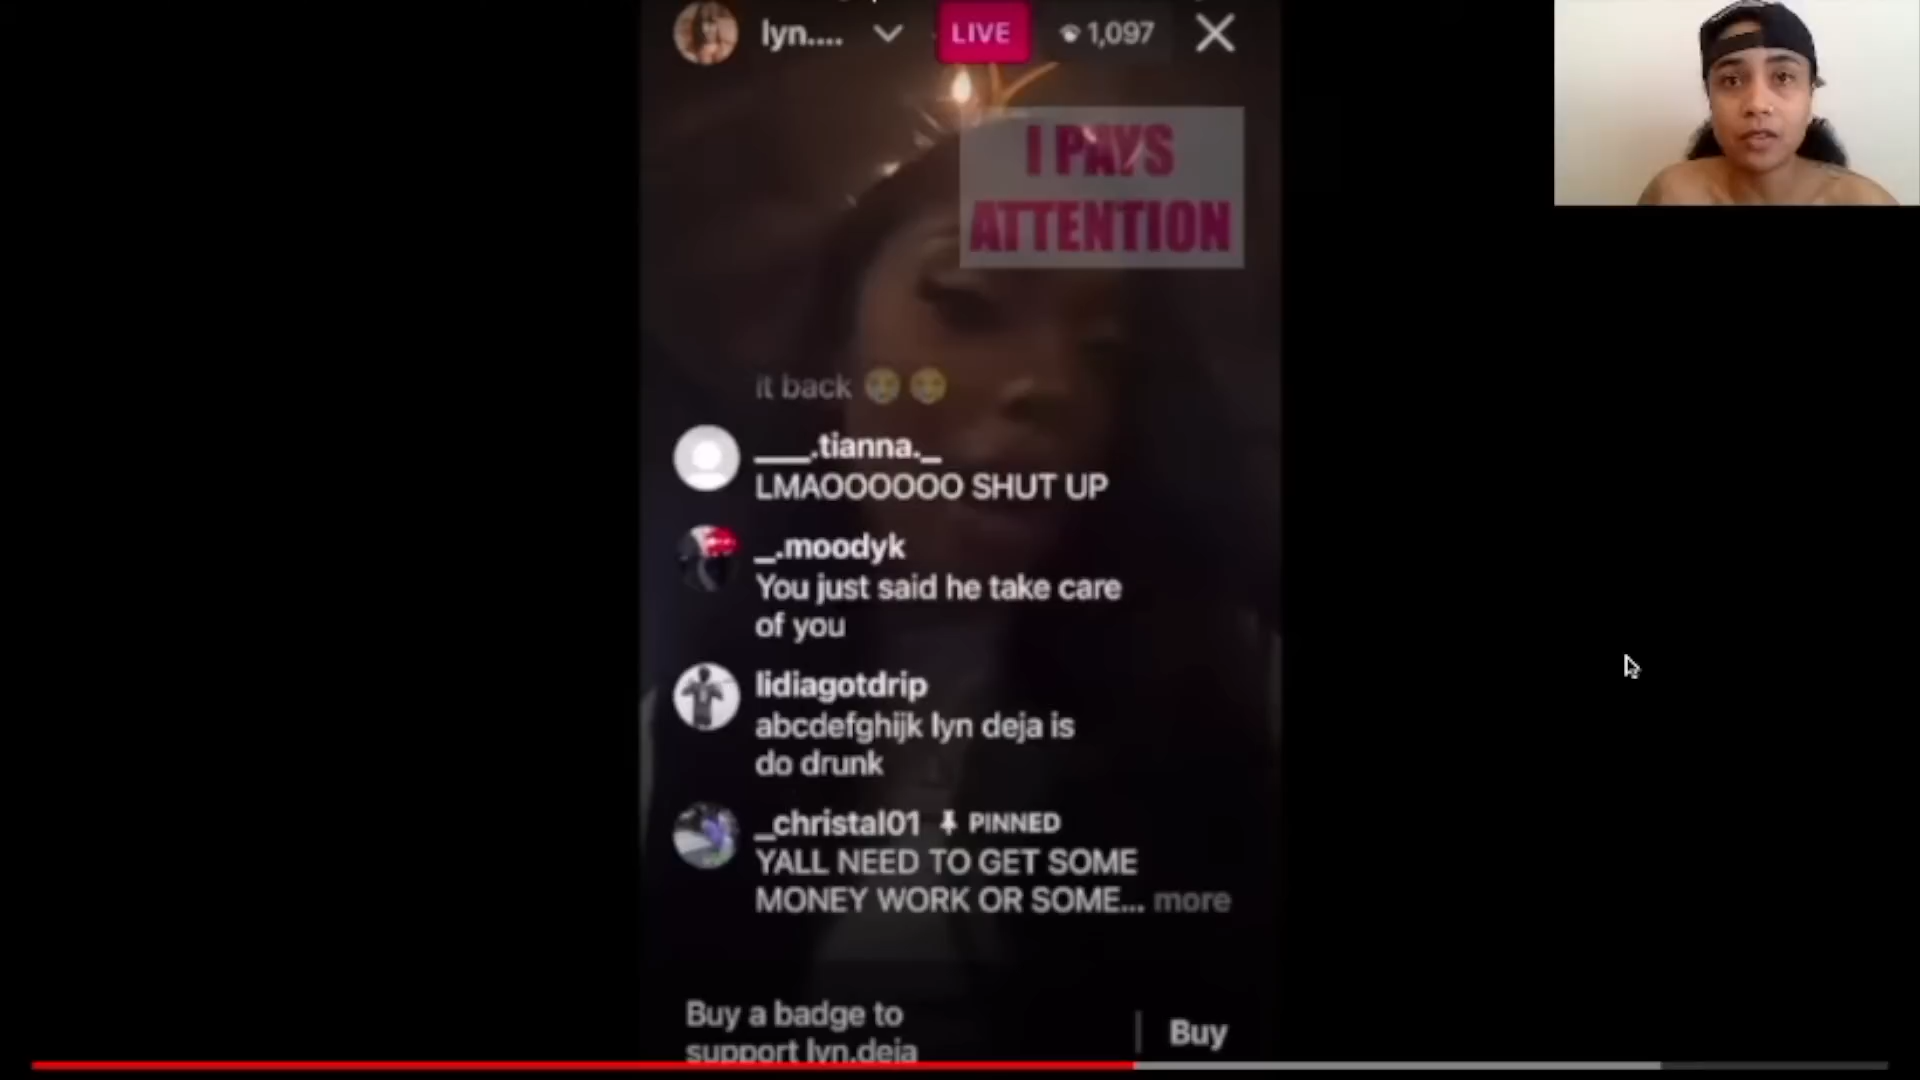 lyn....
LIVE
1,097
I PAYS
ATTENTION
it back 😢 😢
___.tianna._
LMAOOOOOO SHUT UP
_.moodyk
You just said he take care
of you
lidiagotdrip
abcdefghijk lyn deja is
do drunk
_christal01 PINNED
YALL NEED TO GET SOME
MONEY WORK OR SOME... more
Buy a badge to
support lyn.deja
Buy